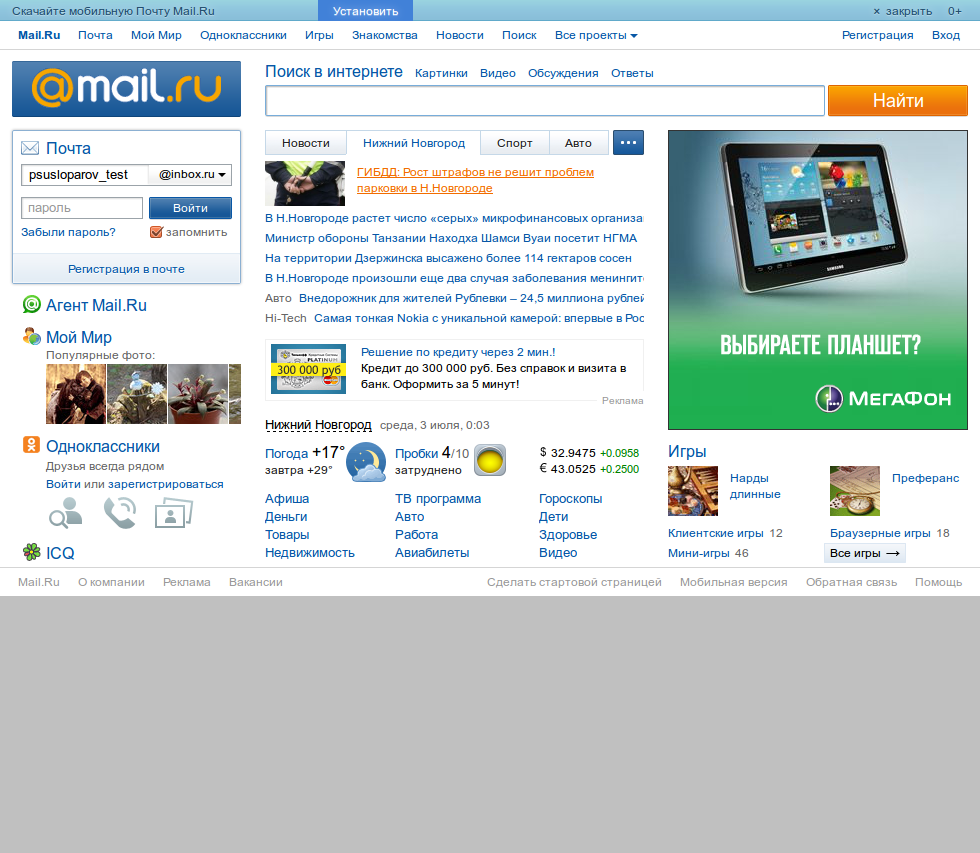 Скачайте мобильную Почту Mail.Ru
Установить
× закрыть
0+
Mail.Ru Почта Мой Мир Одноклассники Игры Знакомства Новости Поиск Все проекты
Регистрация Вход
@mail.ru
Поиск в интернете Картинки Видео Обсуждения Ответы
Найти
Почта
psusloparov_test @inbox.ru
пароль Войти
Забыли пароль? запомнить
Регистрация в почте
Агент Mail.Ru
Мой Мир
Популярные фото:
Одноклассники
Друзья всегда рядом
Войти или зарегистрироваться
ICQ
Новости Нижний Новгород Спорт Авто
ГИБДД: Рост штрафов не решит проблем
парковки в Н.Новгороде
В Н.Новгороде растет число «серых» микрофинансовых организа
Министр обороны Танзании Находха Шамси Вуаи посетит НГМА
На территории Дзержинска высажено более 114 гектаров сосен
В Н.Новгороде произошли еще два случая заболевания менингит
Авто Внедорожник для жителей Рублевки – 24,5 миллиона рублей
Hi-Tech Самая тонкая Nokia с уникальной камерой: впервые в Рос
PLATINUM
300 000 руб
Решение по кредиту через 2 мин.!
Кредит до 300 000 руб. Без справок и визита в
банк. Оформить за 5 минут!
Реклама
Нижний Новгород среда, 3 июля, 0:03
Погода +17°
завтра +29°
Пробки 4/10
затруднено
$ 32.9475 +0.0958
€ 43.0525 +0.2500
Афиша ТВ программа Гороскопы
Деньги Авто Дети
Товары Работа Здоровье
Недвижимость Авиабилеты Видео
SAMSUNG
ВЫБИРАЕТЕ ПЛАНШЕТ?
МЕГАФОН
Игры
Нарды
длинные
Преферанс
Клиентские игры 12 Браузерные игры 18
Мини-игры 46 Все игры →
Mail.Ru О компании Реклама Вакансии
Сделать стартовой страницей Мобильная версия Обратная связь Помощь